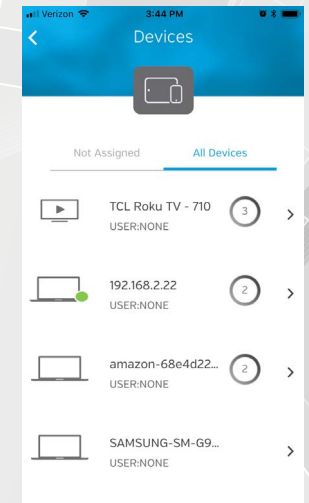 Verizon 3:44 PM
Devices
Not Assigned All Devices
TCL Roku TV - 710 3
USER:NONE
192.168.2.22 2
USER:NONE
amazon-68e4d22... 2
USER:NONE
SAMSUNG-SM-G9...
USER:NONE